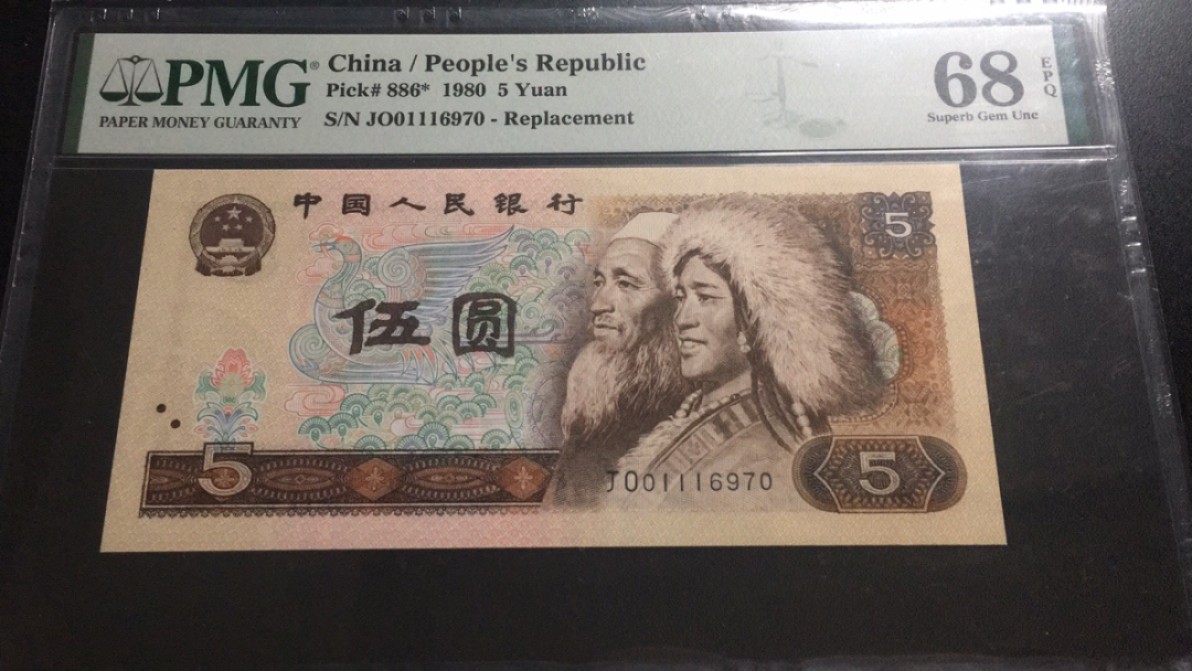 PMG®
PAPER MONEY GUARANTY
China / People's Republic
Pick# 886* 1980 5 Yuan
S/N JO01116970 - Replacement
68
EPQ
Superb Gem Unc
中国人民银行
5
伍圆
5
JO01116970
5